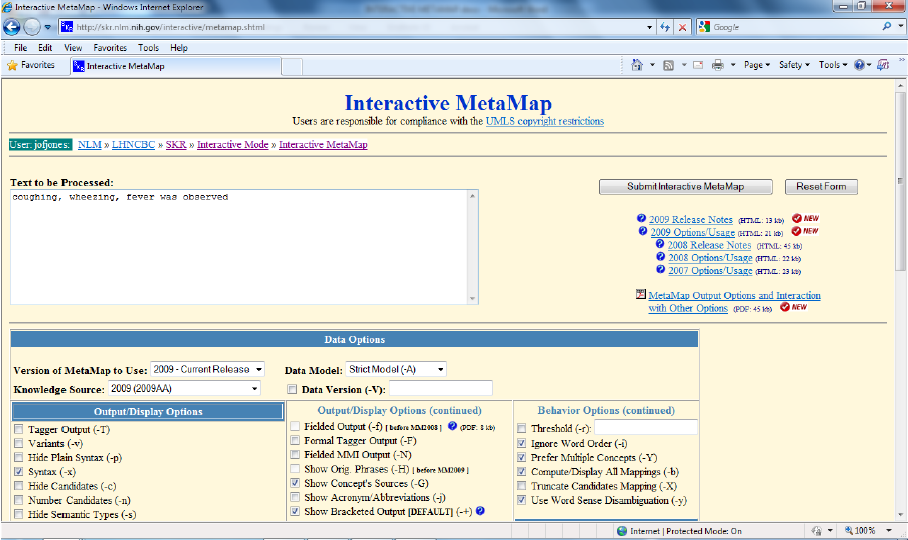 Interactive MetaMap - Windows Internet Explorer
http://skr.nlm.nih.gov/interactive/metamap.shtml
Google
File Edit View Favorites Tools Help
Favorites
Interactive MetaMap
Page Safety Tools
Interactive MetaMap
Users are responsible for compliance with the UMLS copyright restrictions
User: jofjones: NLM » LHNCBC » SKR » Interactive Mode » Interactive MetaMap
Text to be Processed:
coughing, wheezing, fever was observed
Submit Interactive MetaMap
Reset Form
2009 Release Notes (HTML: 13 kb) NEW
2009 Options/Usage (HTML: 21 kb) NEW
2008 Release Notes (HTML: 45 kb)
2008 Options/Usage (HTML: 22 kb)
2007 Options/Usage (HTML: 23 kb)
MetaMap Output Options and Interaction
with Other Options (PDF: 45 kb) NEW
Data Options
Version of MetaMap to Use: 2009 - Current Release
Data Model: Strict Model (-A)
Knowledge Source: 2009 (2009AA)
Data Version (-V):
Output/Display Options
Tagger Output (-T)
Variants (-v)
Hide Plain Syntax (-p)
Syntax (-x)
Hide Candidates (-c)
Number Candidates (-n)
Hide Semantic Types (-s)
Output/Display Options (continued)
Fielded Output (-f) [ before MM2008 ] (PDF: 8 kb)
Formal Tagger Output (-F)
Fielded MMI Output (-N)
Show Orig. Phrases (-H) [ before MM2009 ]
Show Concept's Sources (-G)
Show Acronym/Abbreviations (-j)
Show Bracketed Output [DEFAULT] (-+)
Behavior Options (continued)
Threshold (-r):
Ignore Word Order (-i)
Prefer Multiple Concepts (-Y)
Compute/Display All Mappings (-b)
Truncate Candidates Mapping (-X)
Use Word Sense Disambiguation (-y)
Internet | Protected Mode: On
100%